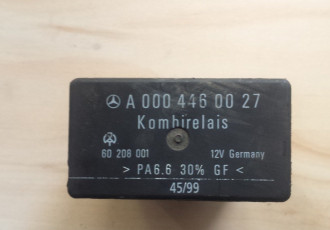 A 000 446 00 27
Kombirelais
60 208 001 12V Germany
> PA6.6 30% GF <
45/99